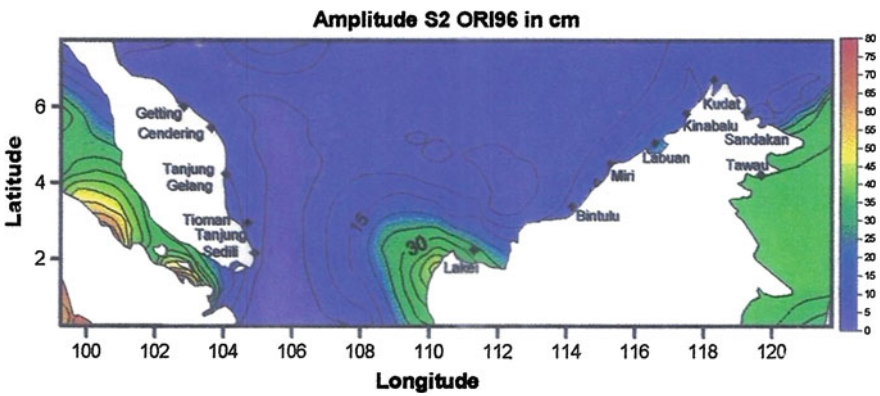 Amplitude S2 ORI96 in cm
80
75
70
65
60
55
50
45
40
35
30
25
20
15
10
5
0
6
4
2
Latitude
Getting
Cendering
Tanjung
Gelang
Tioman
Tanjung
Sedili
15
30
Lakei
Bintulu
Miri
Labuan
Kinabalu
Kudat
Sandakan
Tawau
100 102 104 106 108 110 112 114 116 118 120
Longitude